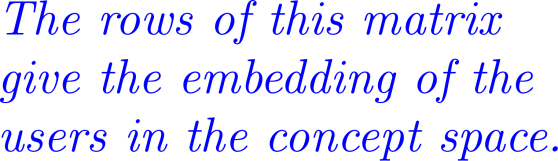 The rows of this matrix
give the embedding of the
users in the concept space.